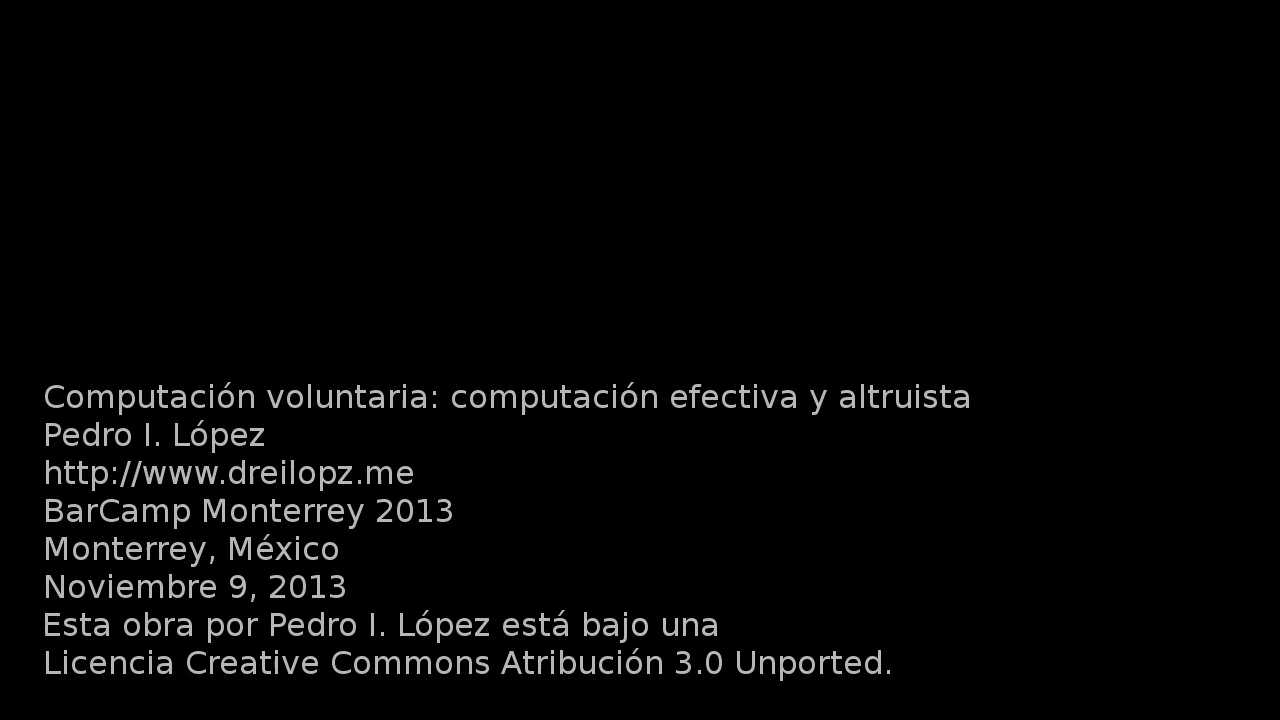 Computación voluntaria: computación efectiva y altruista
Pedro I. López
http://www.dreilopz.me
BarCamp Monterrey 2013
Monterrey, México
Noviembre 9, 2013
Esta obra por Pedro I. López está bajo una
Licencia Creative Commons Atribución 3.0 Unported.